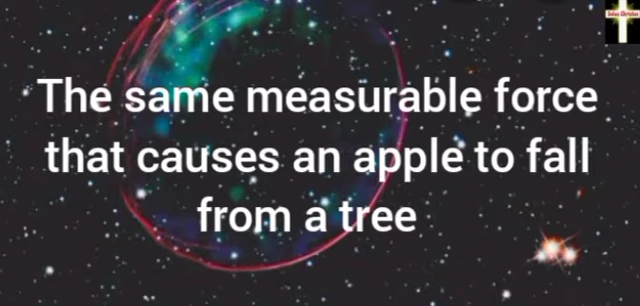 The same measurable force
that causes an apple to fall
from a tree